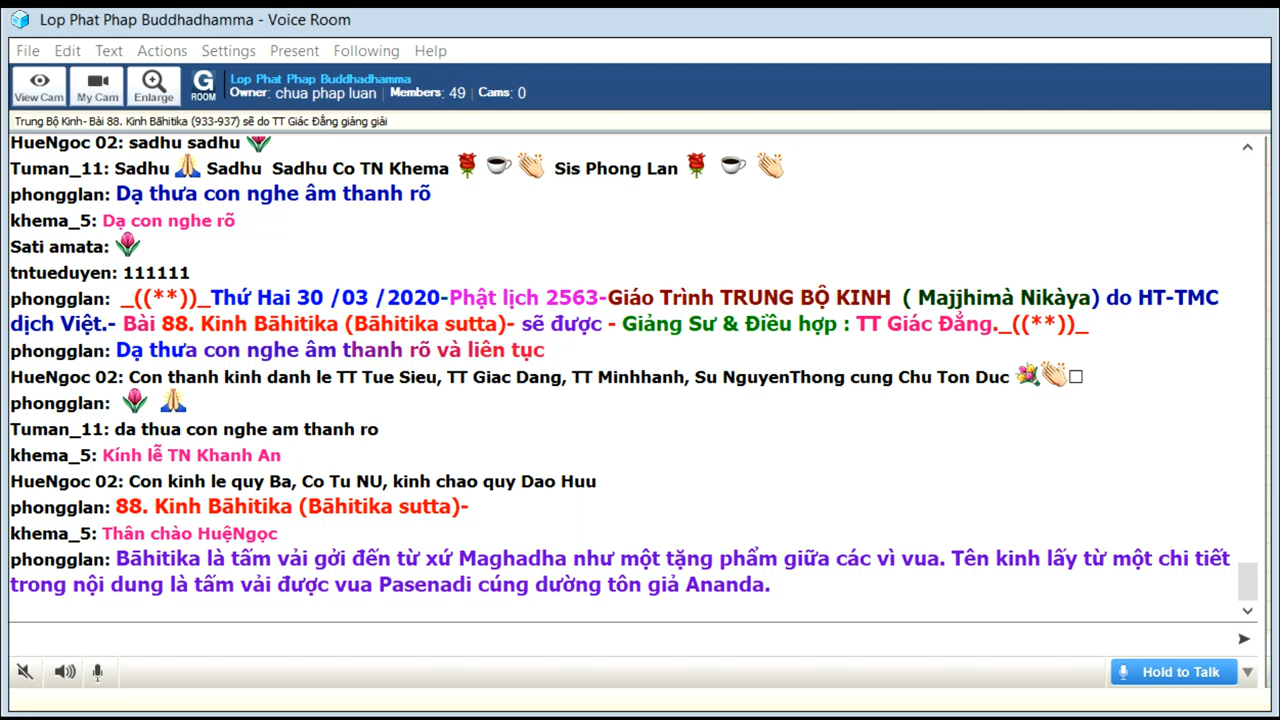 Lop Phat Phap Buddhadhamma - Voice Room
File Edit Text Actions Settings Present Following Help
View Cam My Cam Enlarge G ROOM Lop Phat Phap Buddhadhamma
Owner: chua phap luan | Members: 49 | Cams: 0
Trung Bộ Kinh- Bài 88. Kinh Bāhitika (933-937) sẽ do TT Giác Đẳng giảng giải
HueNgoc 02: sadhu sadhu 🌷
Tuman_11: Sadhu 🙏 Sadhu Sadhu Co TN Khema 🌹 ☕ 👏 Sis Phong Lan 🌹 ☕ 👏
phongglan: Dạ thưa con nghe âm thanh rõ
khema_5: Dạ con nghe rõ
Sati amata: 🌷
tntueduyen: 111111
phongglan: _((**))_Thứ Hai 30 /03 /2020-Phật lịch 2563-Giáo Trình TRUNG BỘ KINH ( Majjhimà Nikàya) do HT-TMC
dịch Việt.- Bài 88. Kinh Bāhitika (Bāhitika sutta)- sẽ được - Giảng Sư & Điều hợp : TT Giác Đẳng._((**))_
phongglan: Dạ thưa con nghe âm thanh rõ và liên tục
HueNgoc 02: Con thanh kinh danh le TT Tue Sieu, TT Giac Dang, TT Minhhanh, Su NguyenThong cung Chu Ton Duc 💐👏□
phongglan: 🌷 🙏
Tuman_11: da thua con nghe am thanh ro
khema_5: Kính lễ TN Khanh An
HueNgoc 02: Con kinh le quy Ba, Co Tu NU, kinh chao quy Dao Huu
phongglan: 88. Kinh Bāhitika (Bāhitika sutta)-
khema_5: Thân chào HuệNgọc
phongglan: Bāhitika là tấm vải gởi đến từ xứ Maghadha như một tặng phẩm giữa các vì vua. Tên kinh lấy từ một chi tiết
trong nội dung là tấm vải được vua Pasenadi cúng dường tôn giả Ananda.
Hold to Talk